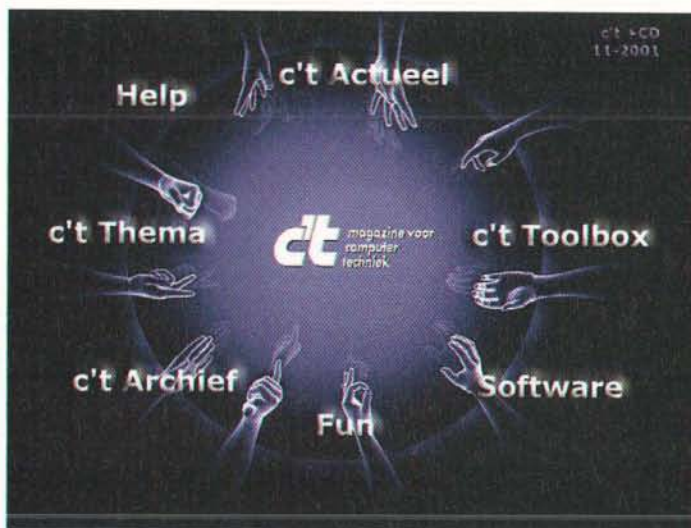 c't +CD
11-2001
c't Actueel
Help
c't Thema
c't magazine voor
computer
techniek
c't Toolbox
c't Archief
Software
Fun